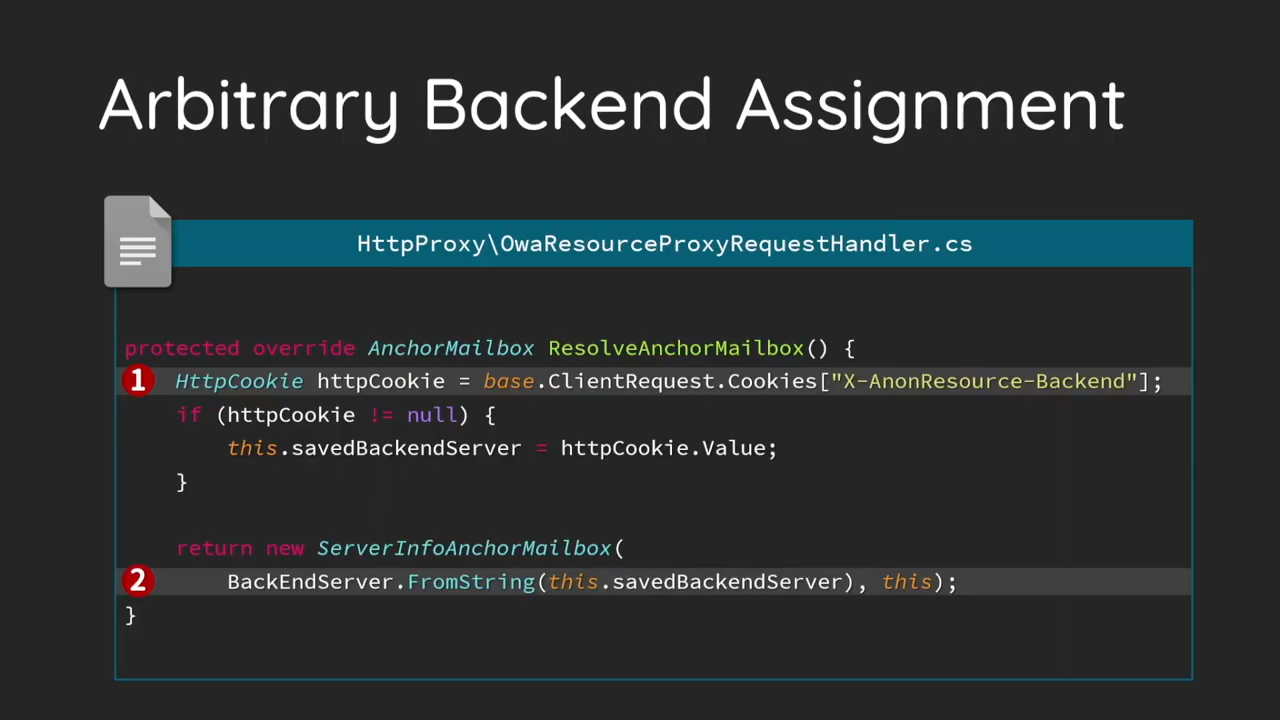 Arbitrary Backend Assignment
HttpProxy\OwaResourceProxyRequestHandler.cs
protected override AnchorMailbox ResolveAnchorMailbox() {
1 HttpCookie httpCookie = base.ClientRequest.Cookies["X-AnonResource-Backend"];
if (httpCookie != null) {
this.savedBackendServer = httpCookie.Value;
}
return new ServerInfoAnchorMailbox(
2 BackEndServer.FromString(this.savedBackendServer), this);
}